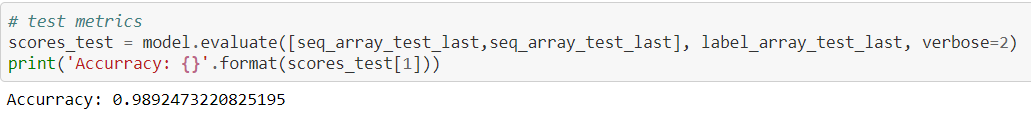 # test metrics
scores_test = model.evaluate([seq_array_test_last,seq_array_test_last], label_array_test_last, verbose=2)
print('Accurracy: {}'.format(scores_test[1]))
Accurracy: 0.9892473220825195